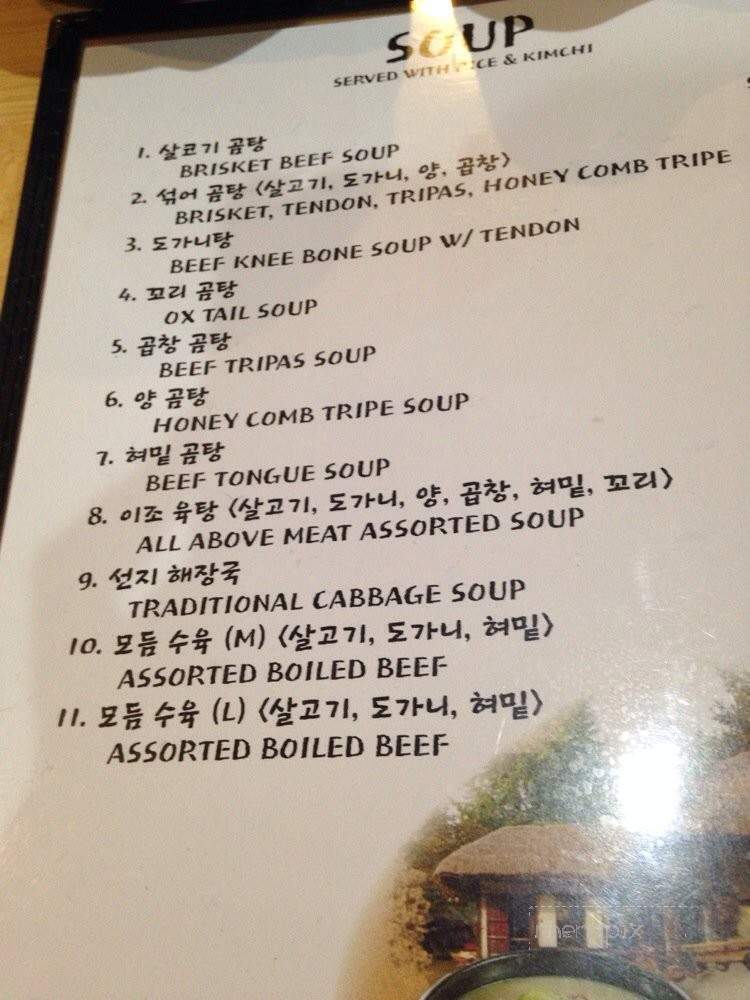 SOUP
SERVED WITH RICE & KIMCHI
1. 살코기 곰탕
BRISKET BEEF SOUP
2. 섞어 곰탕 <살고기, 도가니, 양, 곱창>
BRISKET, TENDON, TRIPAS, HONEY COMB TRIPE
3. 도가니탕
BEEF KNEE BONE SOUP W/ TENDON
4. 꼬리 곰탕
OX TAIL SOUP
5. 곱창 곰탕
BEEF TRIPAS SOUP
6. 양 곰탕
HONEY COMB TRIPE SOUP
7. 혀밑 곰탕
BEEF TONGUE SOUP
8. 이조 육탕 <살고기, 도가니, 양, 곱창, 혀밑, 꼬리>
ALL ABOVE MEAT ASSORTED SOUP
9. 선지 해장국
TRADITIONAL CABBAGE SOUP
10. 모듬 수육 (M) <살고기, 도가니, 혀밑>
ASSORTED BOILED BEEF
11. 모듬 수육 (L) <살고기, 도가니, 혀밑>
ASSORTED BOILED BEEF